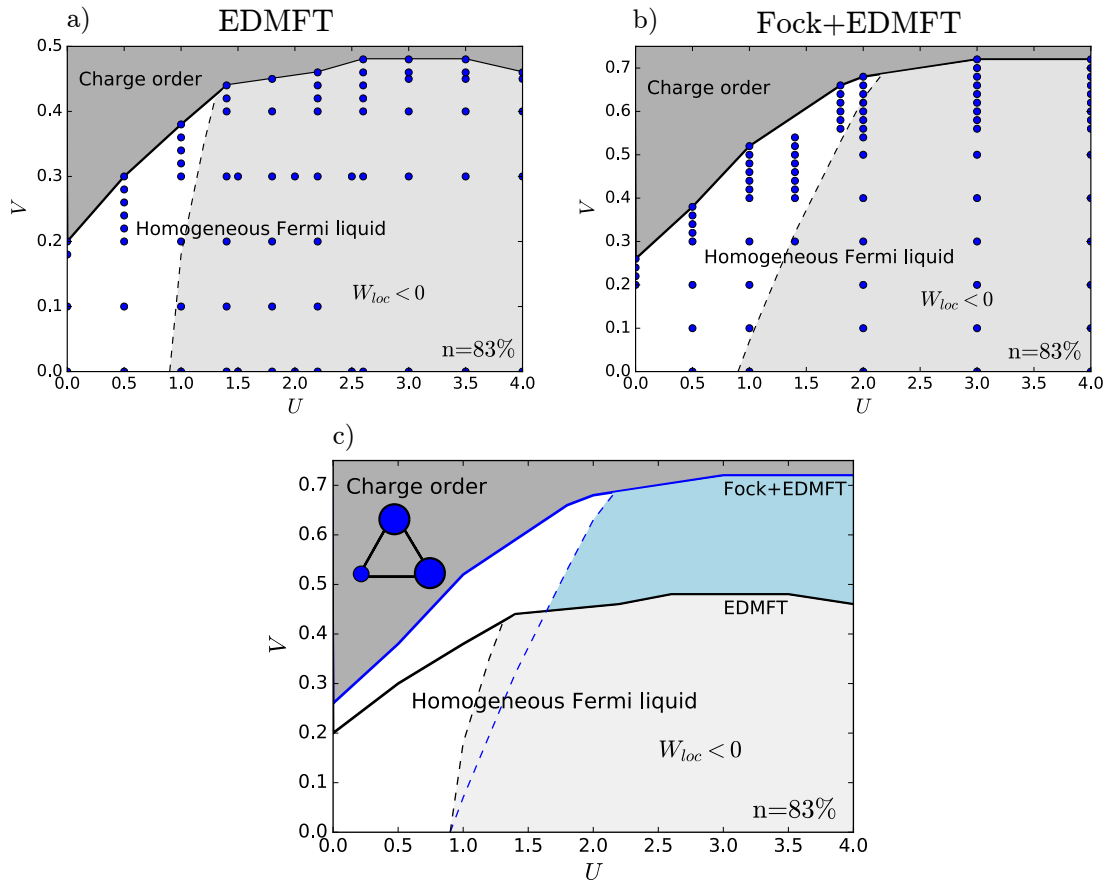 a)
EDMFT
0.5
0.4
0.3
0.2
0.1
0.0
V
Charge order
Homogeneous Fermi liquid
W_loc < 0
n=83%
0.0 0.5 1.0 1.5 2.0 2.5 3.0 3.5 4.0
U
b)
Fock+EDMFT
0.7
0.6
0.5
0.4
0.3
0.2
0.1
0.0
V
Charge order
Homogeneous Fermi liquid
W_loc < 0
n=83%
0.0 0.5 1.0 1.5 2.0 2.5 3.0 3.5 4.0
U
c)
0.7
0.6
0.5
0.4
0.3
0.2
0.1
0.0
V
Charge order
Fock+EDMFT
EDMFT
Homogeneous Fermi liquid
W_loc < 0
n=83%
0.0 0.5 1.0 1.5 2.0 2.5 3.0 3.5 4.0
U